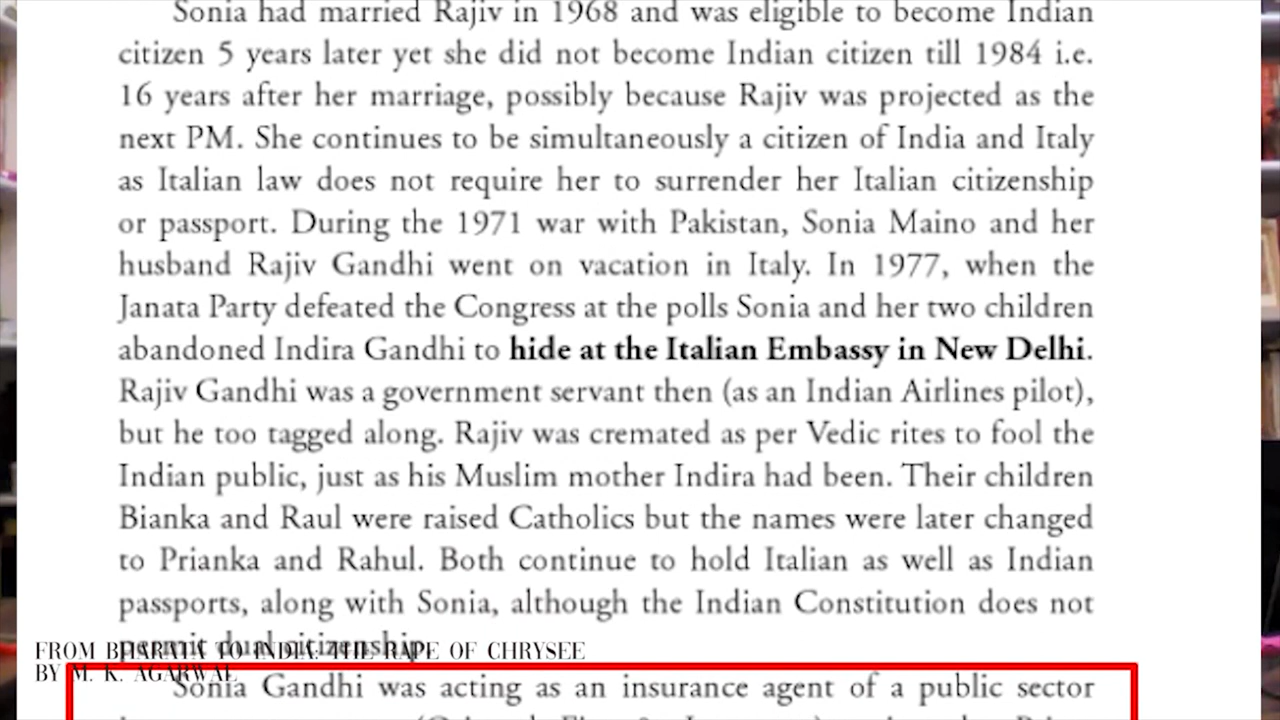 Sonia had married Rajiv in 1968 and was eligible to become Indian
citizen 5 years later yet she did not become Indian citizen till 1984 i.e.
16 years after her marriage, possibly because Rajiv was projected as the
next PM. She continues to be simultaneously a citizen of India and Italy
as Italian law does not require her to surrender her Italian citizenship
or passport. During the 1971 war with Pakistan, Sonia Maino and her
husband Rajiv Gandhi went on vacation in Italy. In 1977, when the
Janata Party defeated the Congress at the polls Sonia and her two children
abandoned Indira Gandhi to hide at the Italian Embassy in New Delhi.
Rajiv Gandhi was a government servant then (as an Indian Airlines pilot),
but he too tagged along. Rajiv was cremated as per Vedic rites to fool the
Indian public, just as his Muslim mother Indira had been. Their children
Bianka and Raul were raised Catholics but the names were later changed
to Prianka and Rahul. Both continue to hold Italian as well as Indian
passports, along with Sonia, although the Indian Constitution does not
permit dual citizenship.
FROM BHARATA TO INDIA: THE RAPE OF CHRYSEE
BY M. K. AGARWAL
Sonia Gandhi was acting as an insurance agent of a public sector